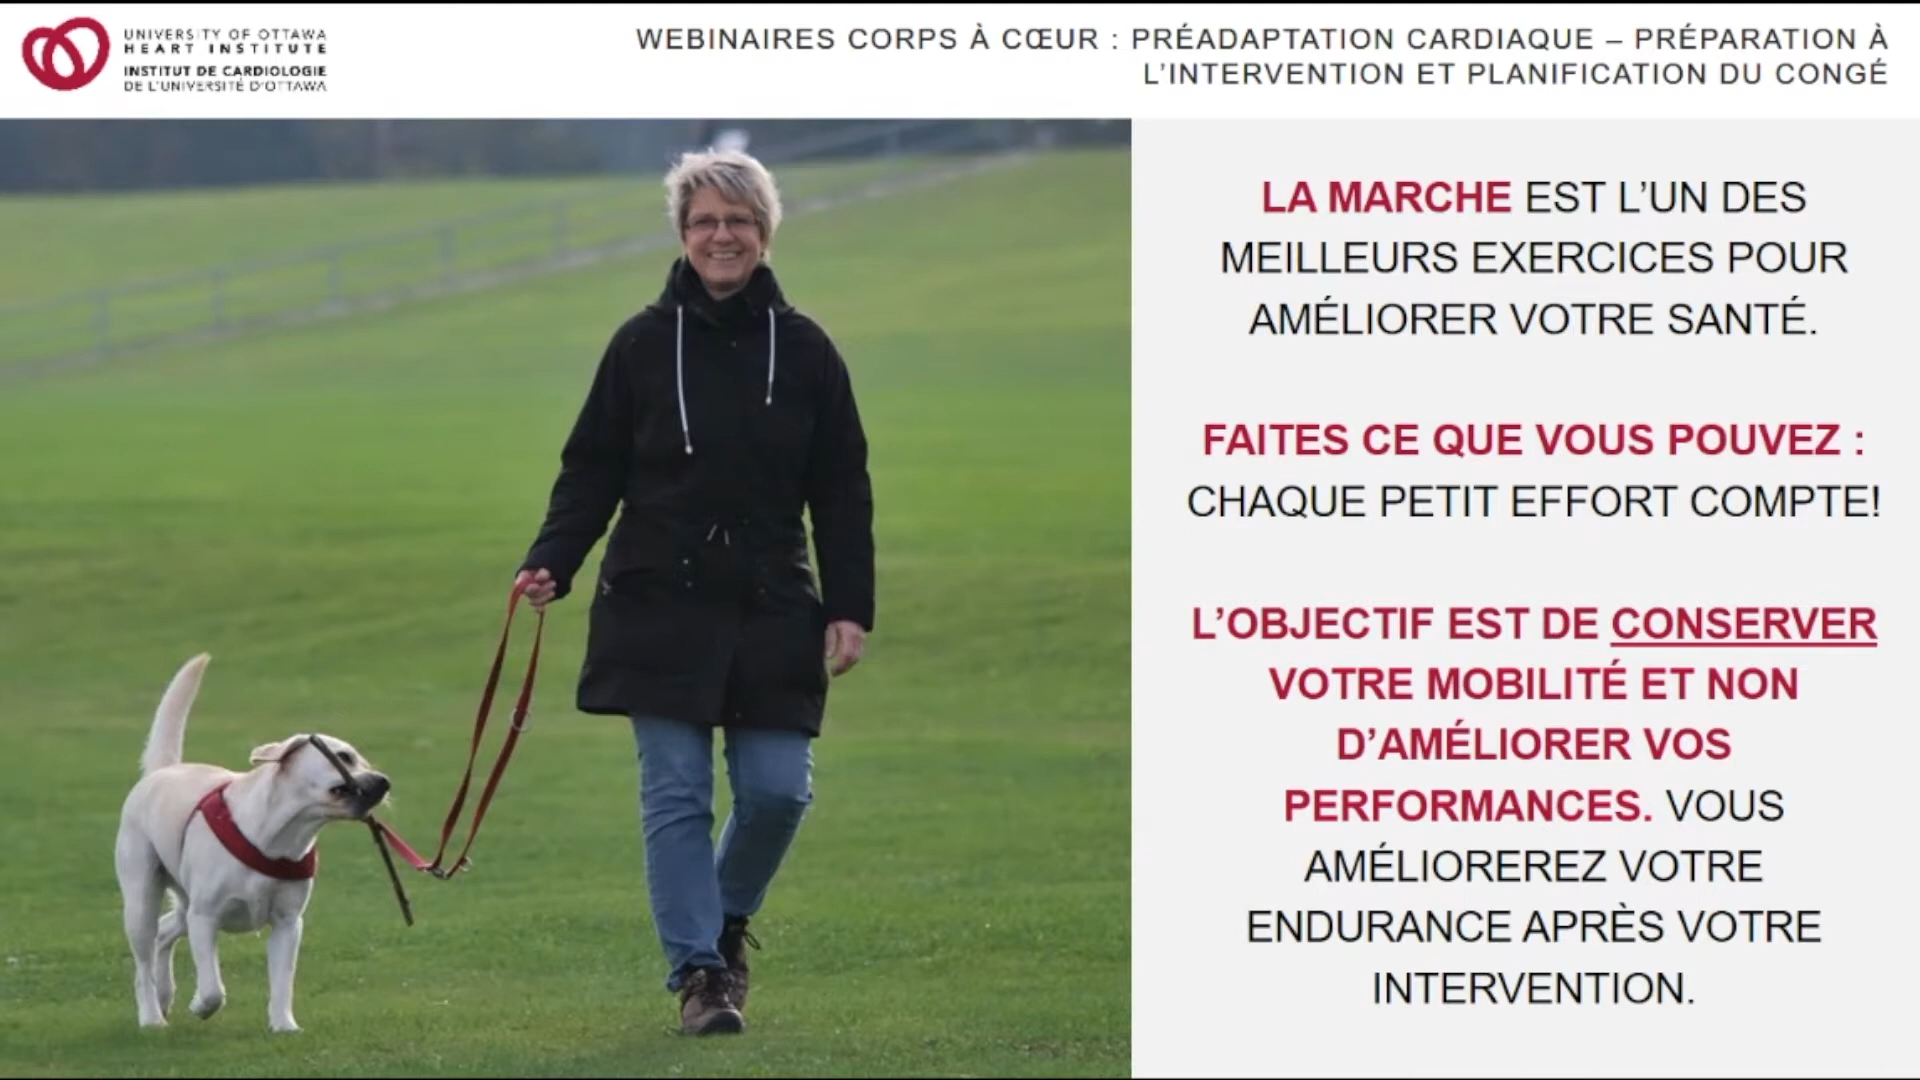 UNIVERSITY OF OTTAWA
HEART INSTITUTE
INSTITUT DE CARDIOLOGIE
DE L'UNIVERSITÉ D'OTTAWA
WEBINAIRES CORPS À CŒUR : PRÉADAPTATION CARDIAQUE – PRÉPARATION À
L'INTERVENTION ET PLANIFICATION DU CONGÉ
LA MARCHE EST L'UN DES
MEILLEURS EXERCICES POUR
AMÉLIORER VOTRE SANTÉ.
FAITES CE QUE VOUS POUVEZ :
CHAQUE PETIT EFFORT COMPTE!
L'OBJECTIF EST DE CONSERVER
VOTRE MOBILITÉ ET NON
D'AMÉLIORER VOS
PERFORMANCES. VOUS
AMÉLIOREREZ VOTRE
ENDURANCE APRÈS VOTRE
INTERVENTION.